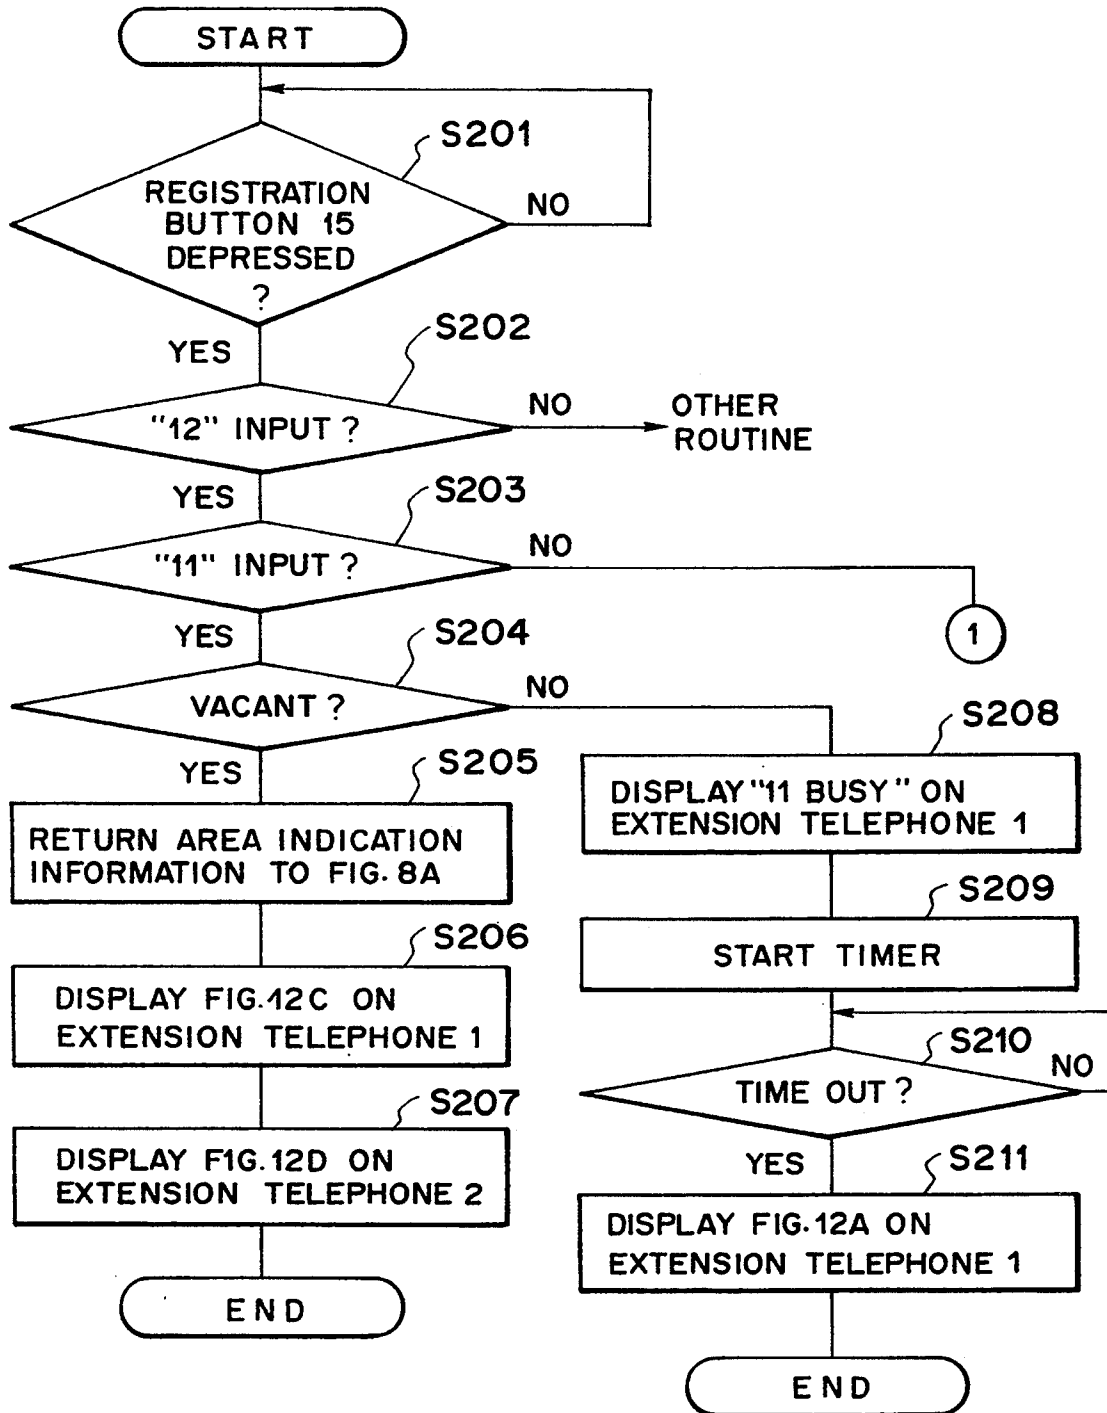 START
S201
REGISTRATION
BUTTON 15
DEPRESSED
?
NO
YES
S202
"12" INPUT ?
NO
OTHER
ROUTINE
YES
S203
"11" INPUT ?
NO
1
YES
S204
VACANT ?
NO
YES
S205
RETURN AREA INDICATION
INFORMATION TO FIG. 8A
S206
DISPLAY FIG.12C ON
EXTENSION TELEPHONE 1
S207
DISPLAY FIG.12D ON
EXTENSION TELEPHONE 2
END
S208
DISPLAY "11 BUSY" ON
EXTENSION TELEPHONE 1
S209
START TIMER
S210
TIME OUT ?
NO
YES
S211
DISPLAY FIG.12A ON
EXTENSION TELEPHONE 1
END